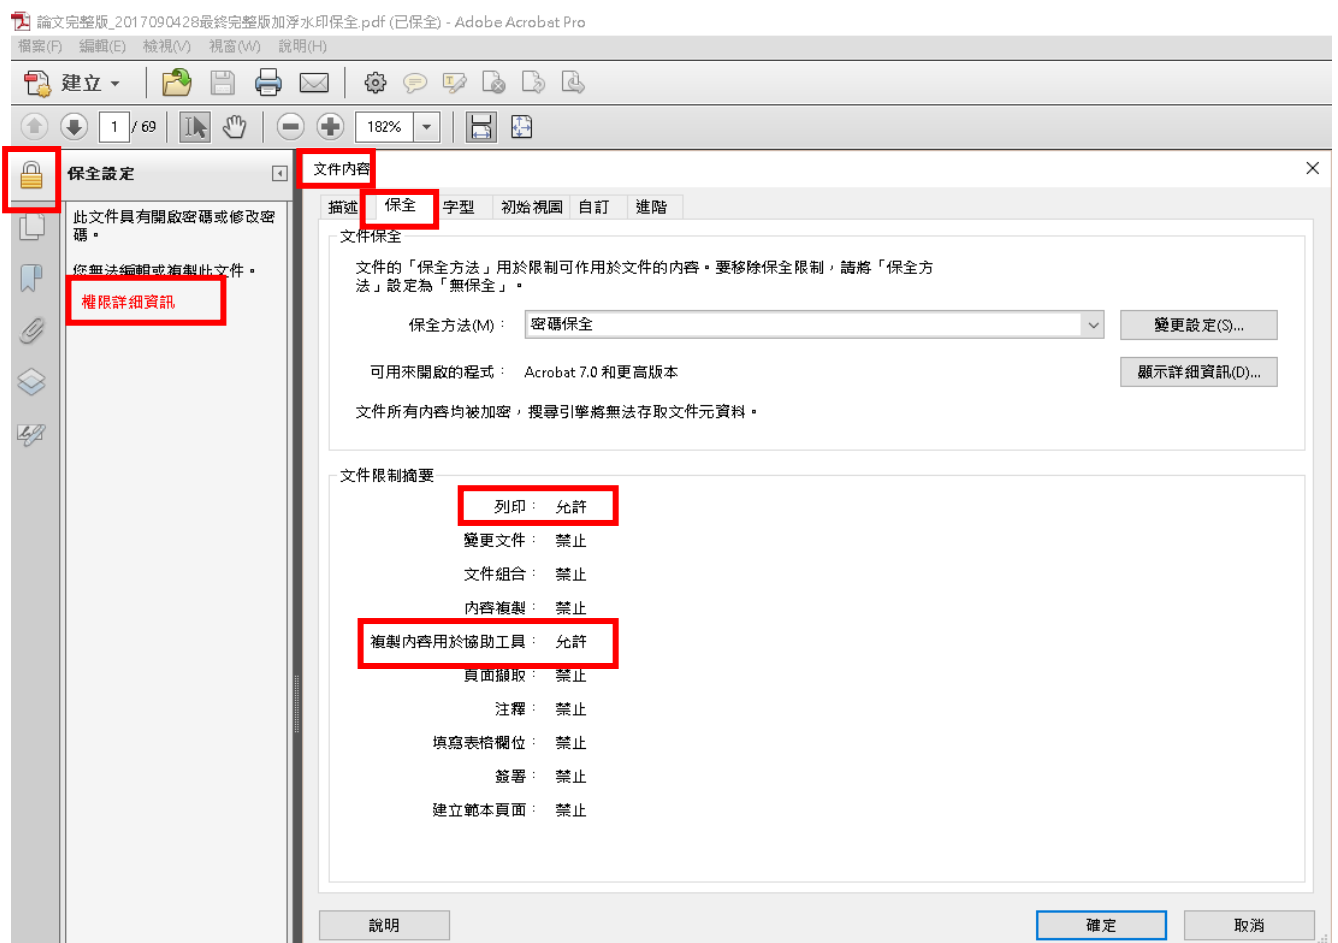 論文完整版_2017090428最終完整版加浮水印保全.pdf (已保全) - Adobe Acrobat Pro
檔案(F) 編輯(E) 檢視(V) 視窗(W) 說明(H)
建立
1 / 69 182%
保全設定
此文件具有開啟密碼或修改密
碼。
您無法編輯或複製此文件。
權限詳細資訊
文件內容
描述 保全 字型 初始視圖 自訂 進階
文件保全
文件的「保全方法」用於限制可作用於文件的內容。要移除保全限制，請將「保全方
法」設定為「無保全」。
保全方法(M)： 密碼保全 變更設定(S)...
可用來開啟的程式： Acrobat 7.0 和更高版本 顯示詳細資訊(D)...
文件所有內容均被加密，搜尋引擎將無法存取文件元資料。
文件限制摘要
列印： 允許
變更文件： 禁止
文件組合： 禁止
內容複製： 禁止
複製內容用於協助工具： 允許
頁面擷取： 禁止
注釋： 禁止
填寫表格欄位： 禁止
簽署： 禁止
建立範本頁面： 禁止
說明 確定 取消